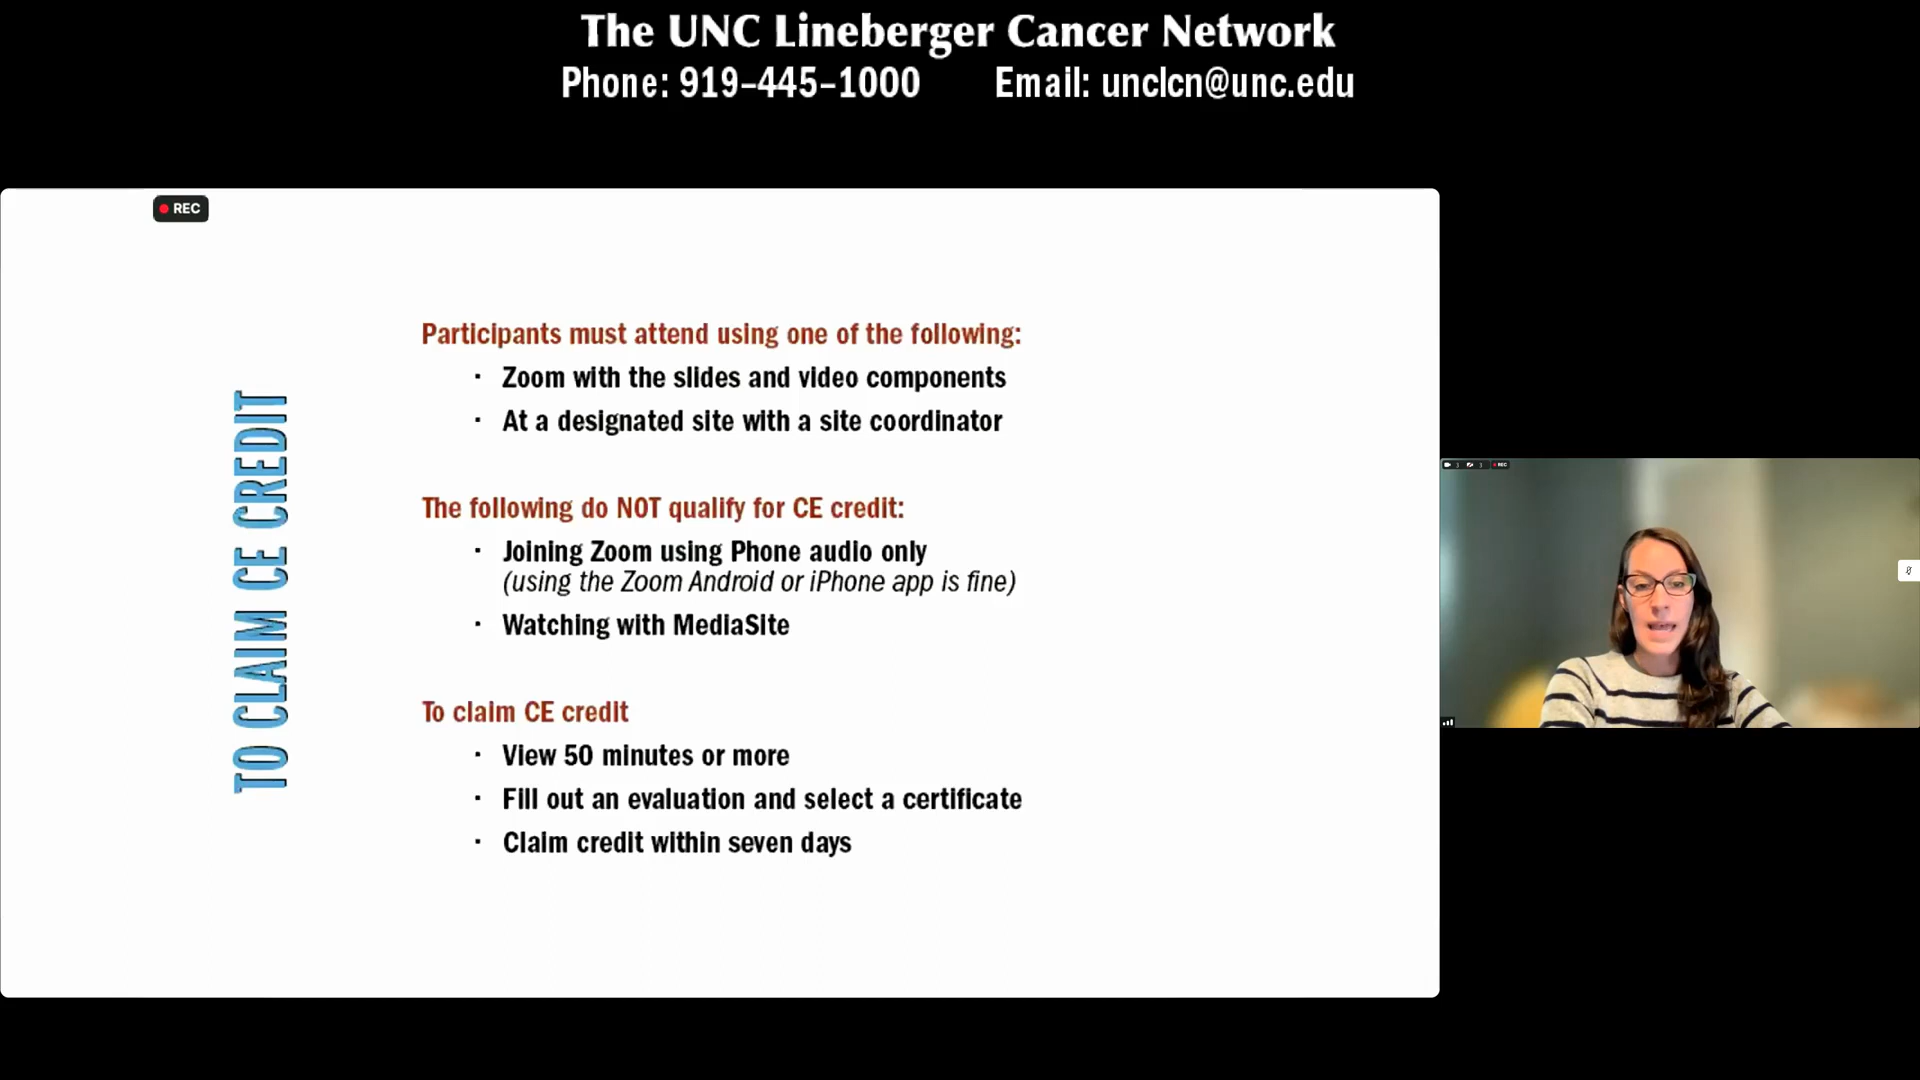 The UNC Lineberger Cancer Network
Phone: 919-445-1000 Email: unclcn@unc.edu
REC
TO CLAIM CE CREDIT
Participants must attend using one of the following:
· Zoom with the slides and video components
· At a designated site with a site coordinator
The following do NOT qualify for CE credit:
· Joining Zoom using Phone audio only
(using the Zoom Android or iPhone app is fine)
· Watching with MediaSite
To claim CE credit
· View 50 minutes or more
· Fill out an evaluation and select a certificate
· Claim credit within seven days
REC